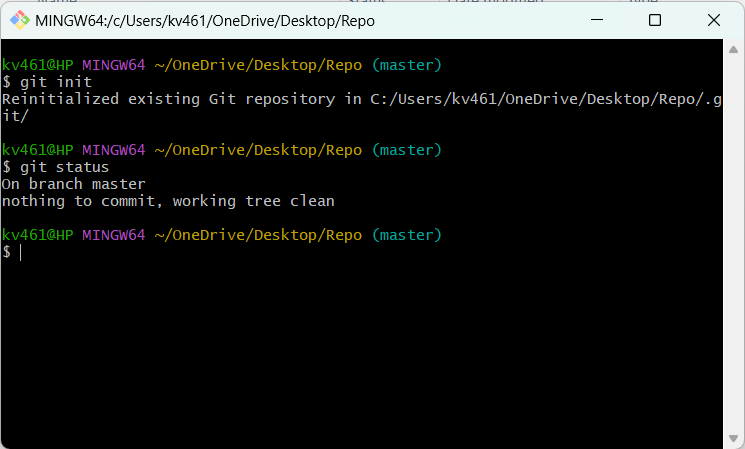 MINGW64:/c/Users/kv461/OneDrive/Desktop/Repo
kv461@HP MINGW64 ~/OneDrive/Desktop/Repo (master)
$ git init
Reinitialized existing Git repository in C:/Users/kv461/OneDrive/Desktop/Repo/.g
it/
kv461@HP MINGW64 ~/OneDrive/Desktop/Repo (master)
$ git status
On branch master
nothing to commit, working tree clean
kv461@HP MINGW64 ~/OneDrive/Desktop/Repo (master)
$